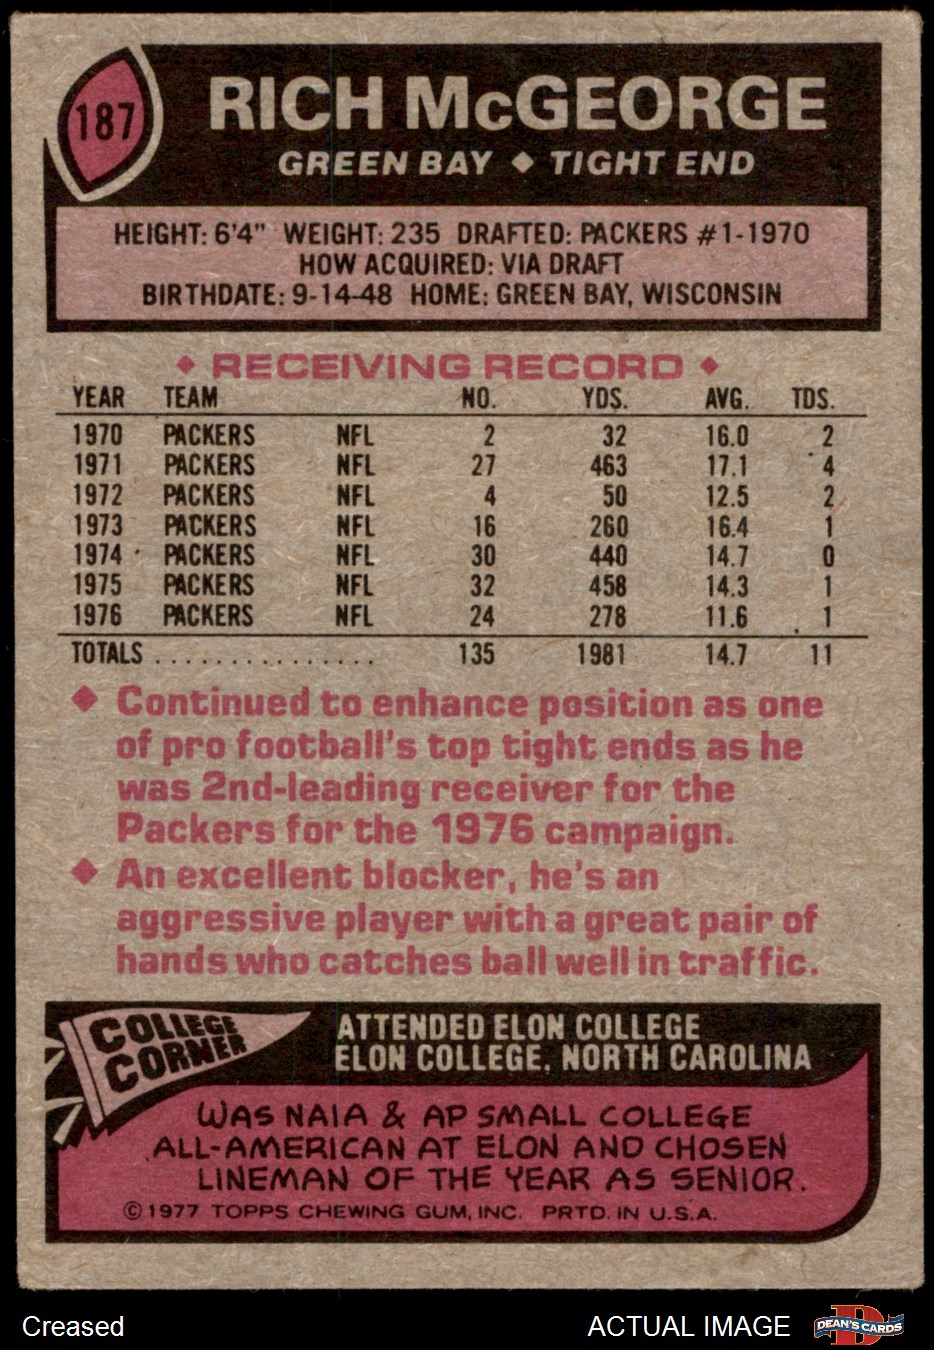 187
RICH McGEORGE
GREEN BAY ◆ TIGHT END
HEIGHT: 6'4" WEIGHT: 235 DRAFTED: PACKERS #1-1970
HOW ACQUIRED: VIA DRAFT
BIRTHDATE: 9-14-48 HOME: GREEN BAY, WISCONSIN
◆ RECEIVING RECORD ◆
YEAR TEAM NO. YDS. AVG. TDS.
1970 PACKERS NFL 2 32 16.0 2
1971 PACKERS NFL 27 463 17.1 4
1972 PACKERS NFL 4 50 12.5 2
1973 PACKERS NFL 16 260 16.4 1
1974 PACKERS NFL 30 440 14.7 0
1975 PACKERS NFL 32 458 14.3 1
1976 PACKERS NFL 24 278 11.6 1
TOTALS ............... 135 1981 14.7 11
◆ Continued to enhance position as one
of pro football's top tight ends as he
was 2nd-leading receiver for the
Packers for the 1976 campaign.
◆ An excellent blocker, he's an
aggressive player with a great pair of
hands who catches ball well in traffic.
COLLEGE
CORNER
ATTENDED ELON COLLEGE
ELON COLLEGE, NORTH CAROLINA
WAS NAIA & AP SMALL COLLEGE
ALL-AMERICAN AT ELON AND CHOSEN
LINEMAN OF THE YEAR AS SENIOR.
©1977 TOPPS CHEWING GUM, INC. PRTD. IN U.S.A.
Creased
ACTUAL IMAGE
D
DEAN'S CARDS